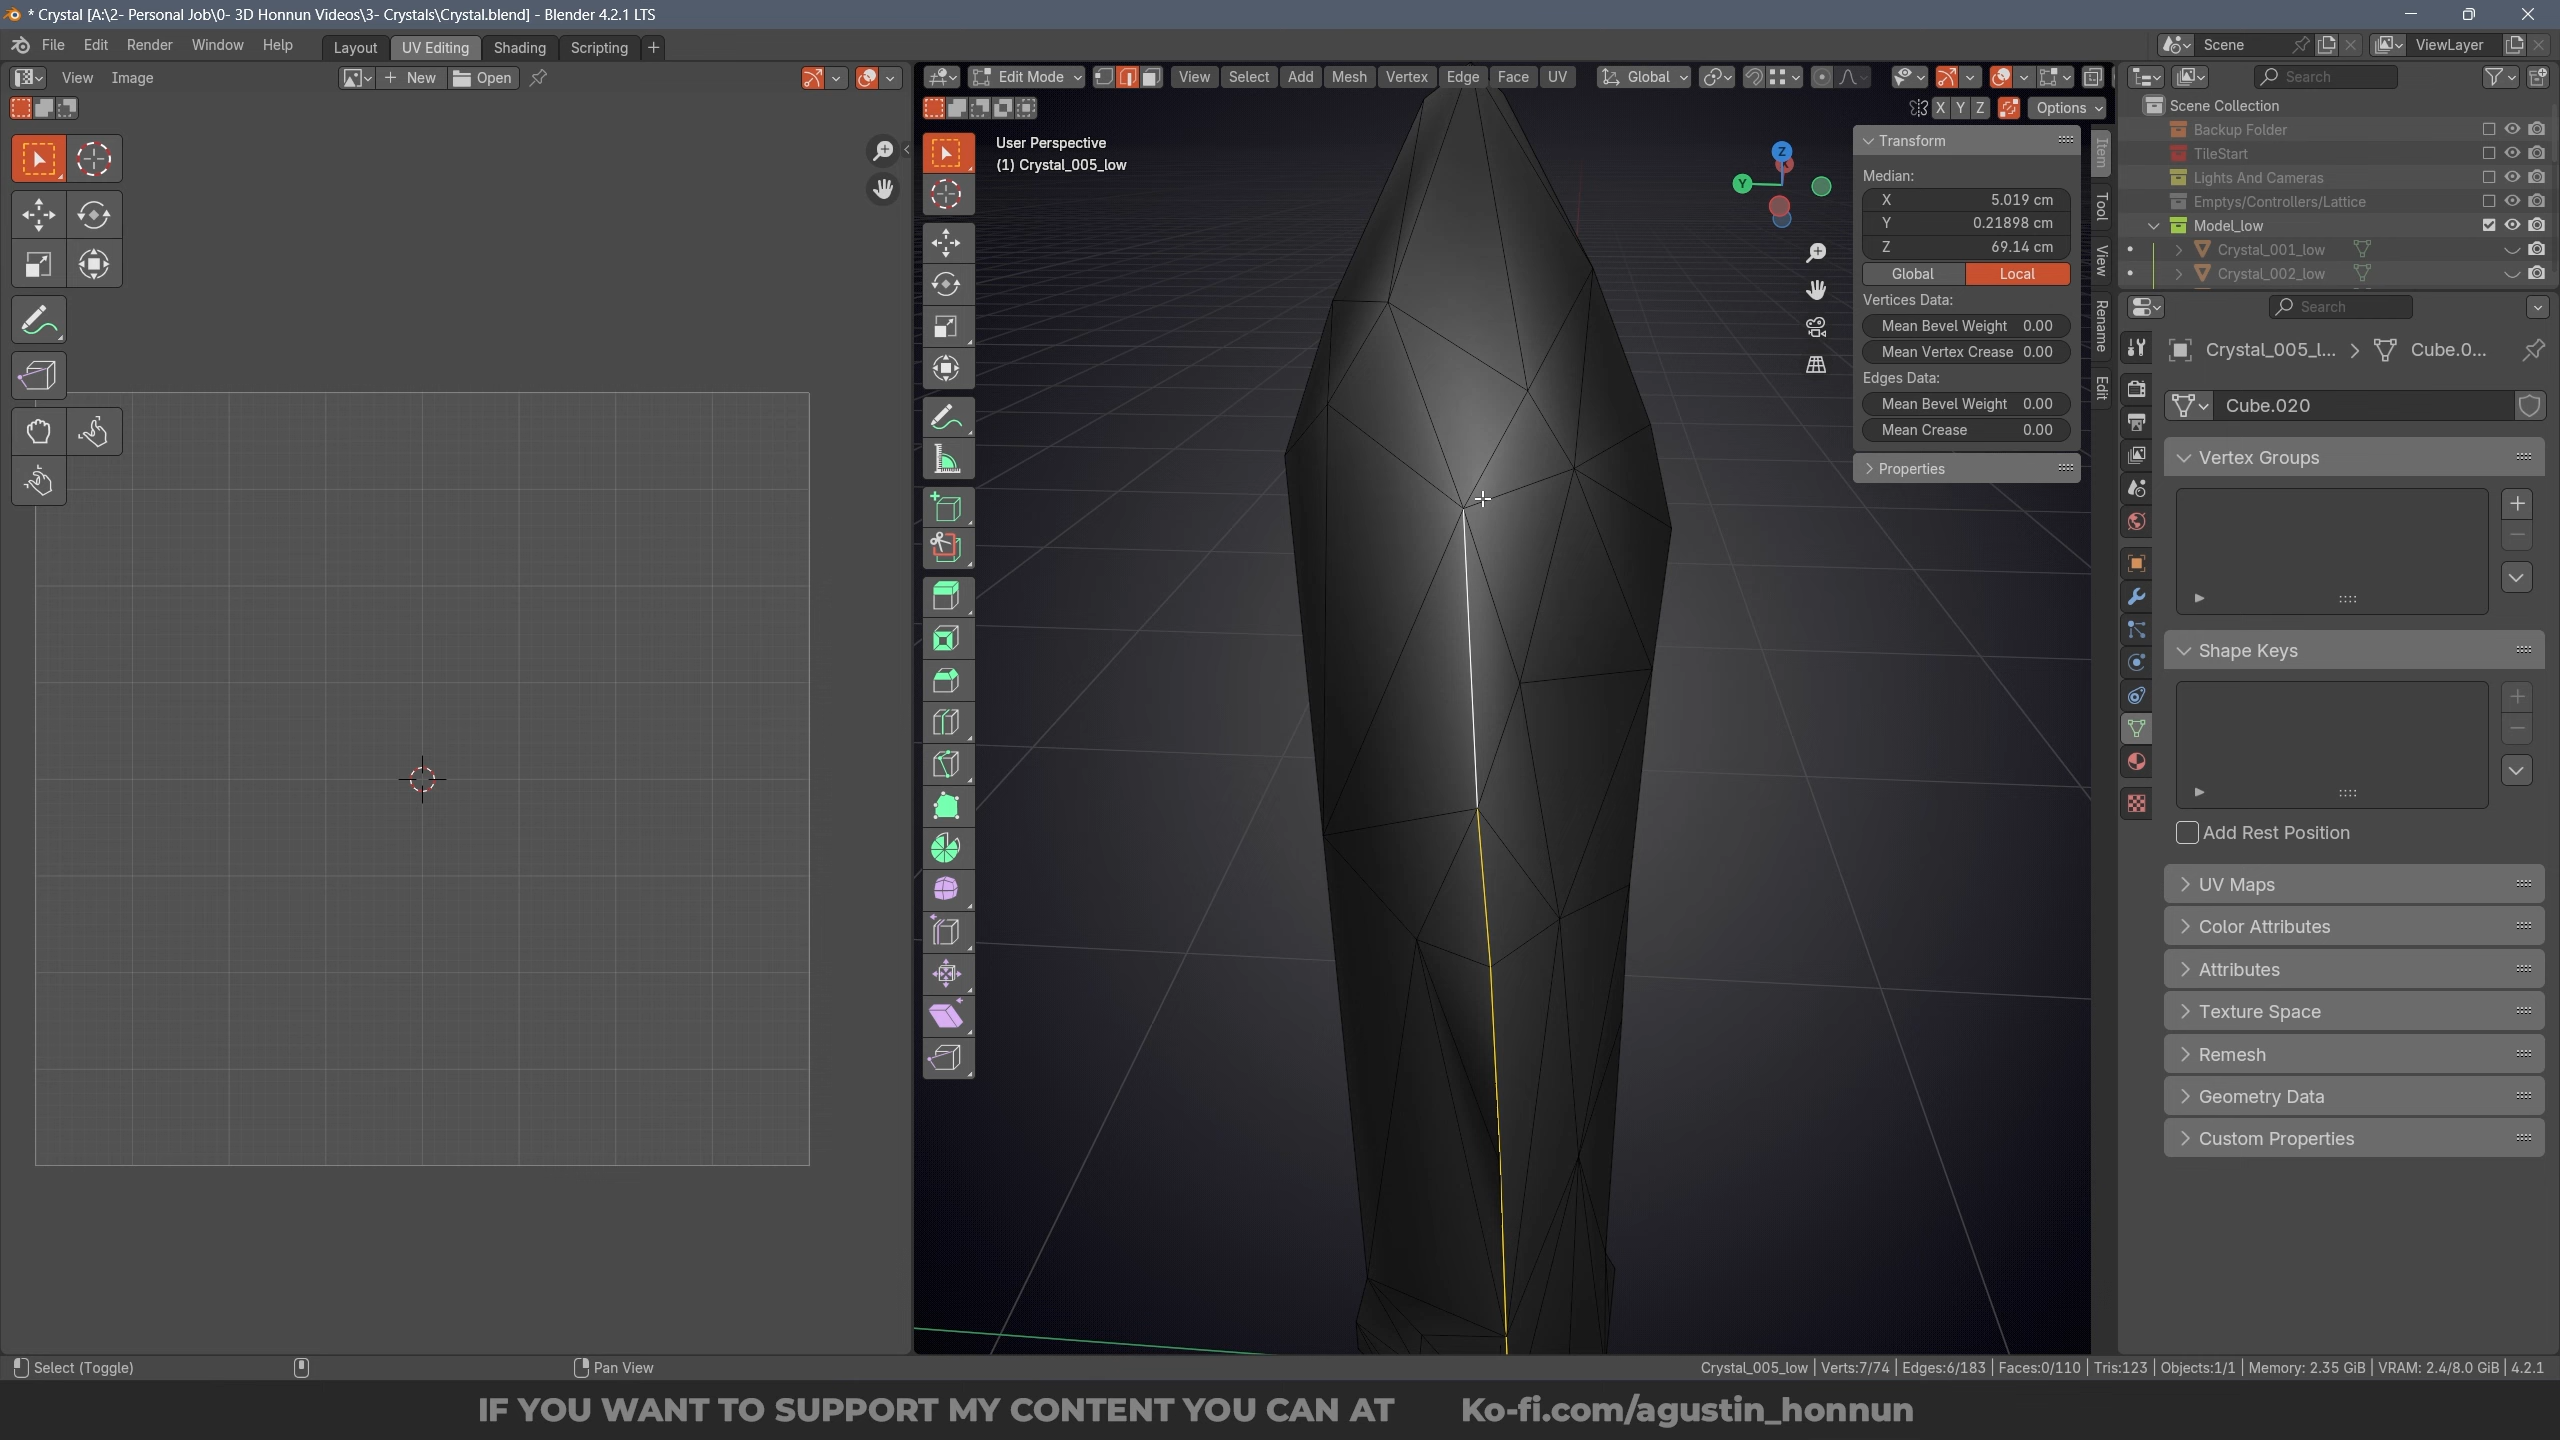 * Crystal [A:\2- Personal Job\0- 3D Honnun Videos\3- Crystals\Crystal.blend] - Blender 4.2.1 LTS
File Edit Render Window Help Layout UV Editing Shading Scripting + Scene ViewLayer
View Image + New Open Edit Mode View Select Add Mesh Vertex Edge Face UV Global Search
X Y Z Options
User Perspective
(1) Crystal_005_low
Z
Y
Transform
Median:
X 5.019 cm
Y 0.21898 cm
Z 69.14 cm
Global Local
Vertices Data:
Mean Bevel Weight 0.00
Mean Vertex Crease 0.00
Edges Data:
Mean Bevel Weight 0.00
Mean Crease 0.00
Properties
Item
Tool
View
Rename
Edit
Scene Collection
Backup Folder
TileStart
Lights And Cameras
Emptys/Controllers/Lattice
Model_low
Crystal_001_low
Crystal_002_low
Search
Crystal_005_l... Cube.0...
Cube.020
Vertex Groups
Shape Keys
Add Rest Position
UV Maps
Color Attributes
Attributes
Texture Space
Remesh
Geometry Data
Custom Properties
Select (Toggle) Pan View Crystal_005_low | Verts:7/74 | Edges:6/183 | Faces:0/110 | Tris:123 | Objects:1/1 | Memory: 2.35 GiB | VRAM: 2.4/8.0 GiB | 4.2.1
IF YOU WANT TO SUPPORT MY CONTENT YOU CAN AT Ko-fi.com/agustin_honnun